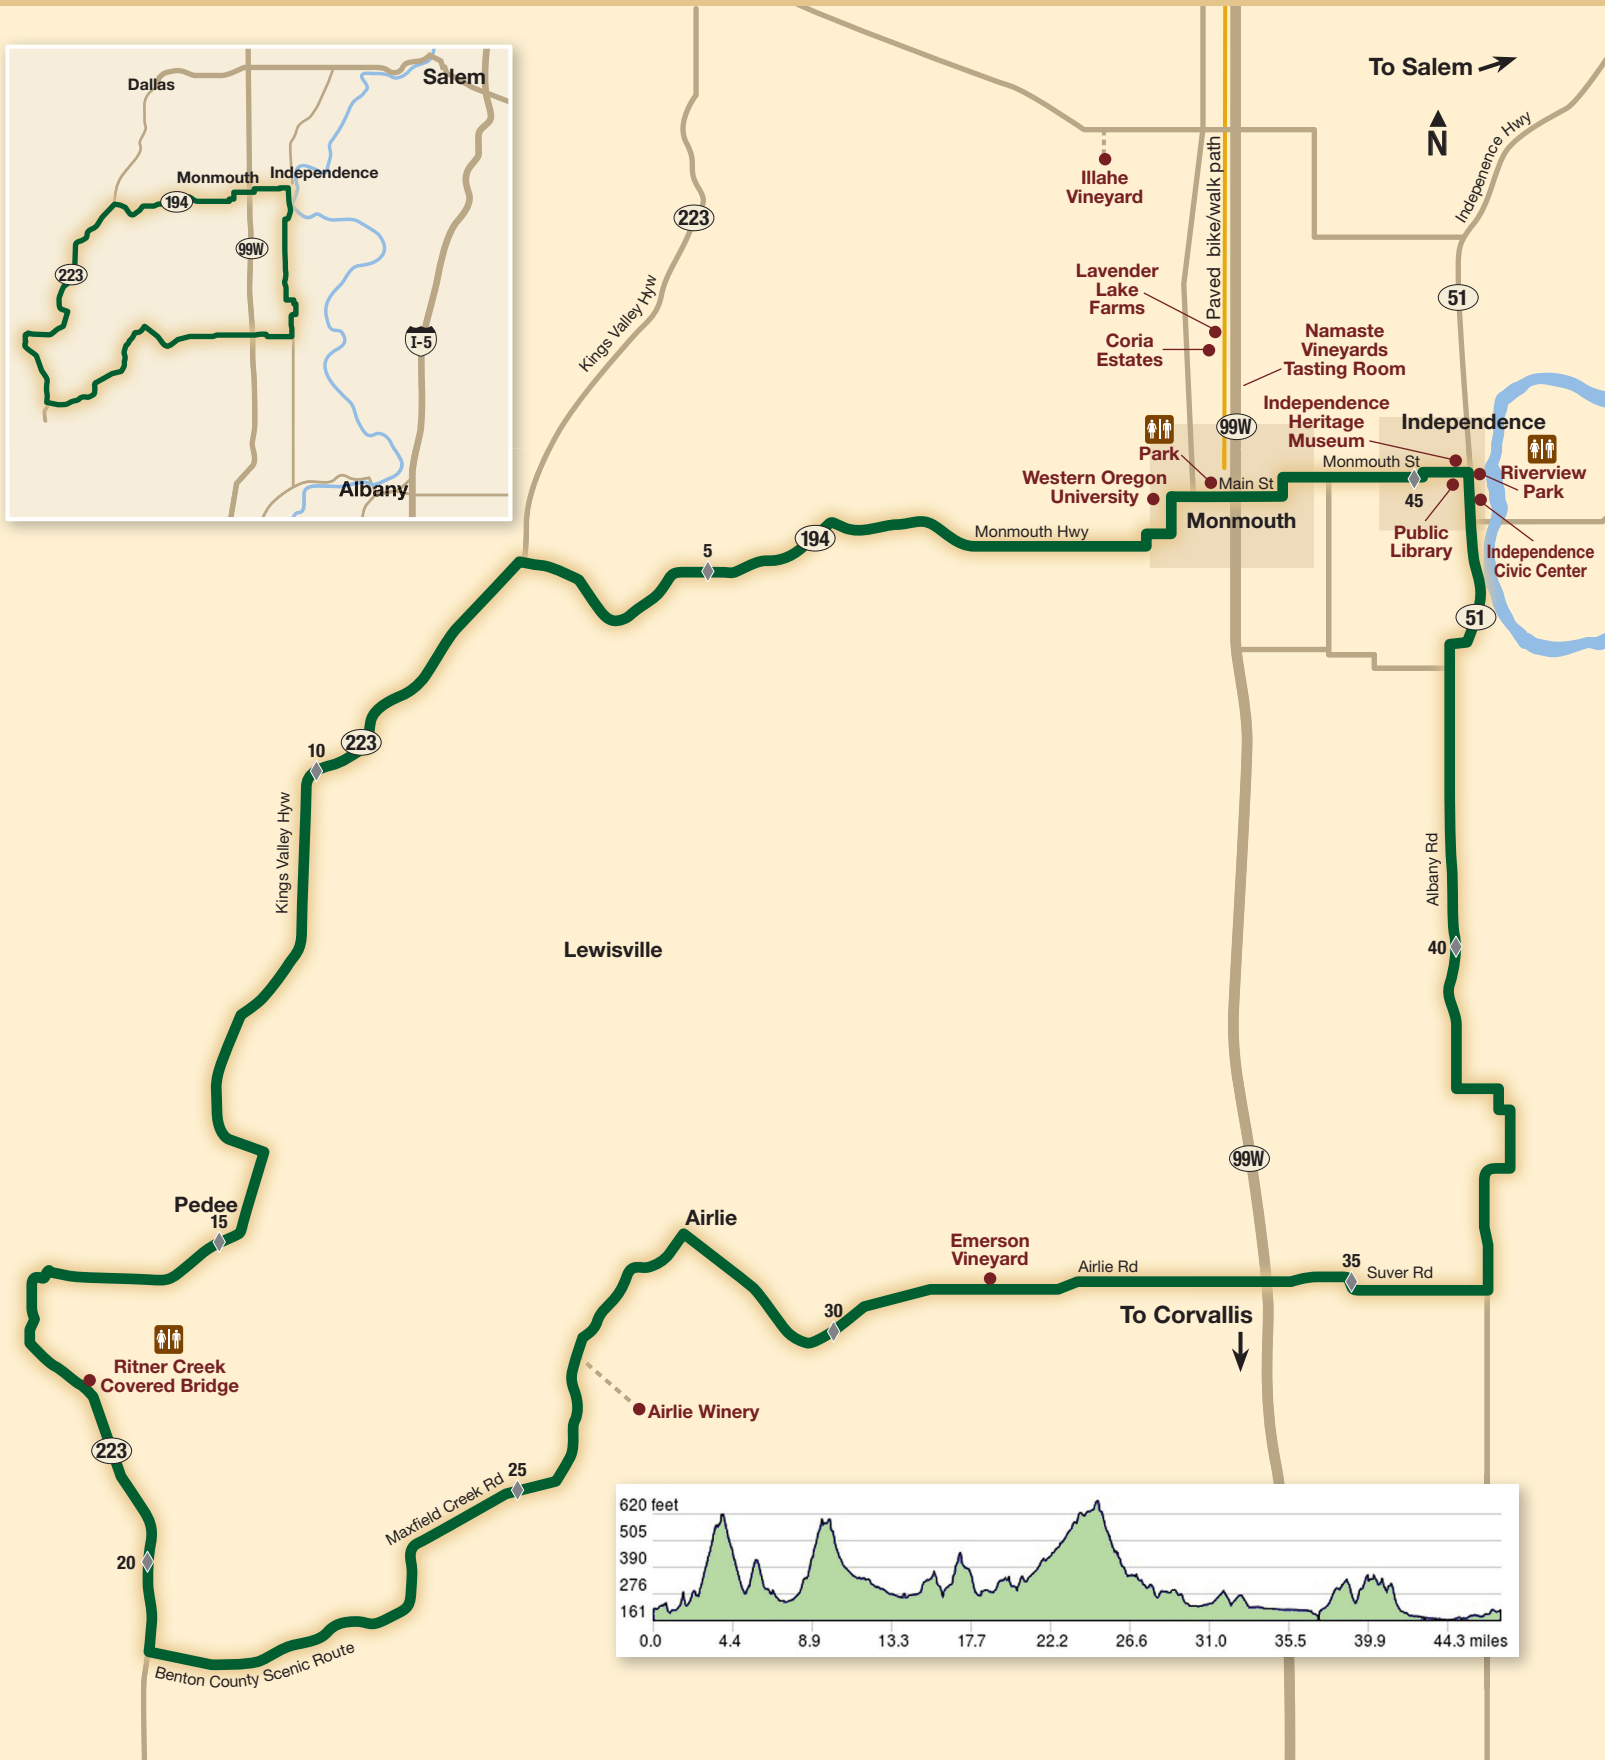 Dallas
Salem
Monmouth
Independence
194
99W
223
I-5
Albany
To Salem
N
Indepenence Hwy
Illahe
Vineyard
Paved bike/walk path
223
Kings Valley Hyw
51
Lavender
Lake
Farms
Coria
Estates
Namaste
Vineyards
Tasting Room
Independence
Heritage
Museum
Independence
99W
Park
Western Oregon
University
Main St
Monmouth St
45
Riverview
Park
Public
Library
Independence
Civic Center
Monmouth
Monmouth Hwy
194
5
51
223
10
Kings Valley Hyw
Albany Rd
40
Lewisville
99W
Pedee
15
Airlie
Emerson
Vineyard
Airlie Rd
35
Suver Rd
30
To Corvallis
Ritner Creek
Covered Bridge
Airlie Winery
223
25
Maxfield Creek Rd
20
Benton County Scenic Route
620 feet
505
390
276
161
0.0 4.4 8.9 13.3 17.7 22.2 26.6 31.0 35.5 39.9 44.3 miles